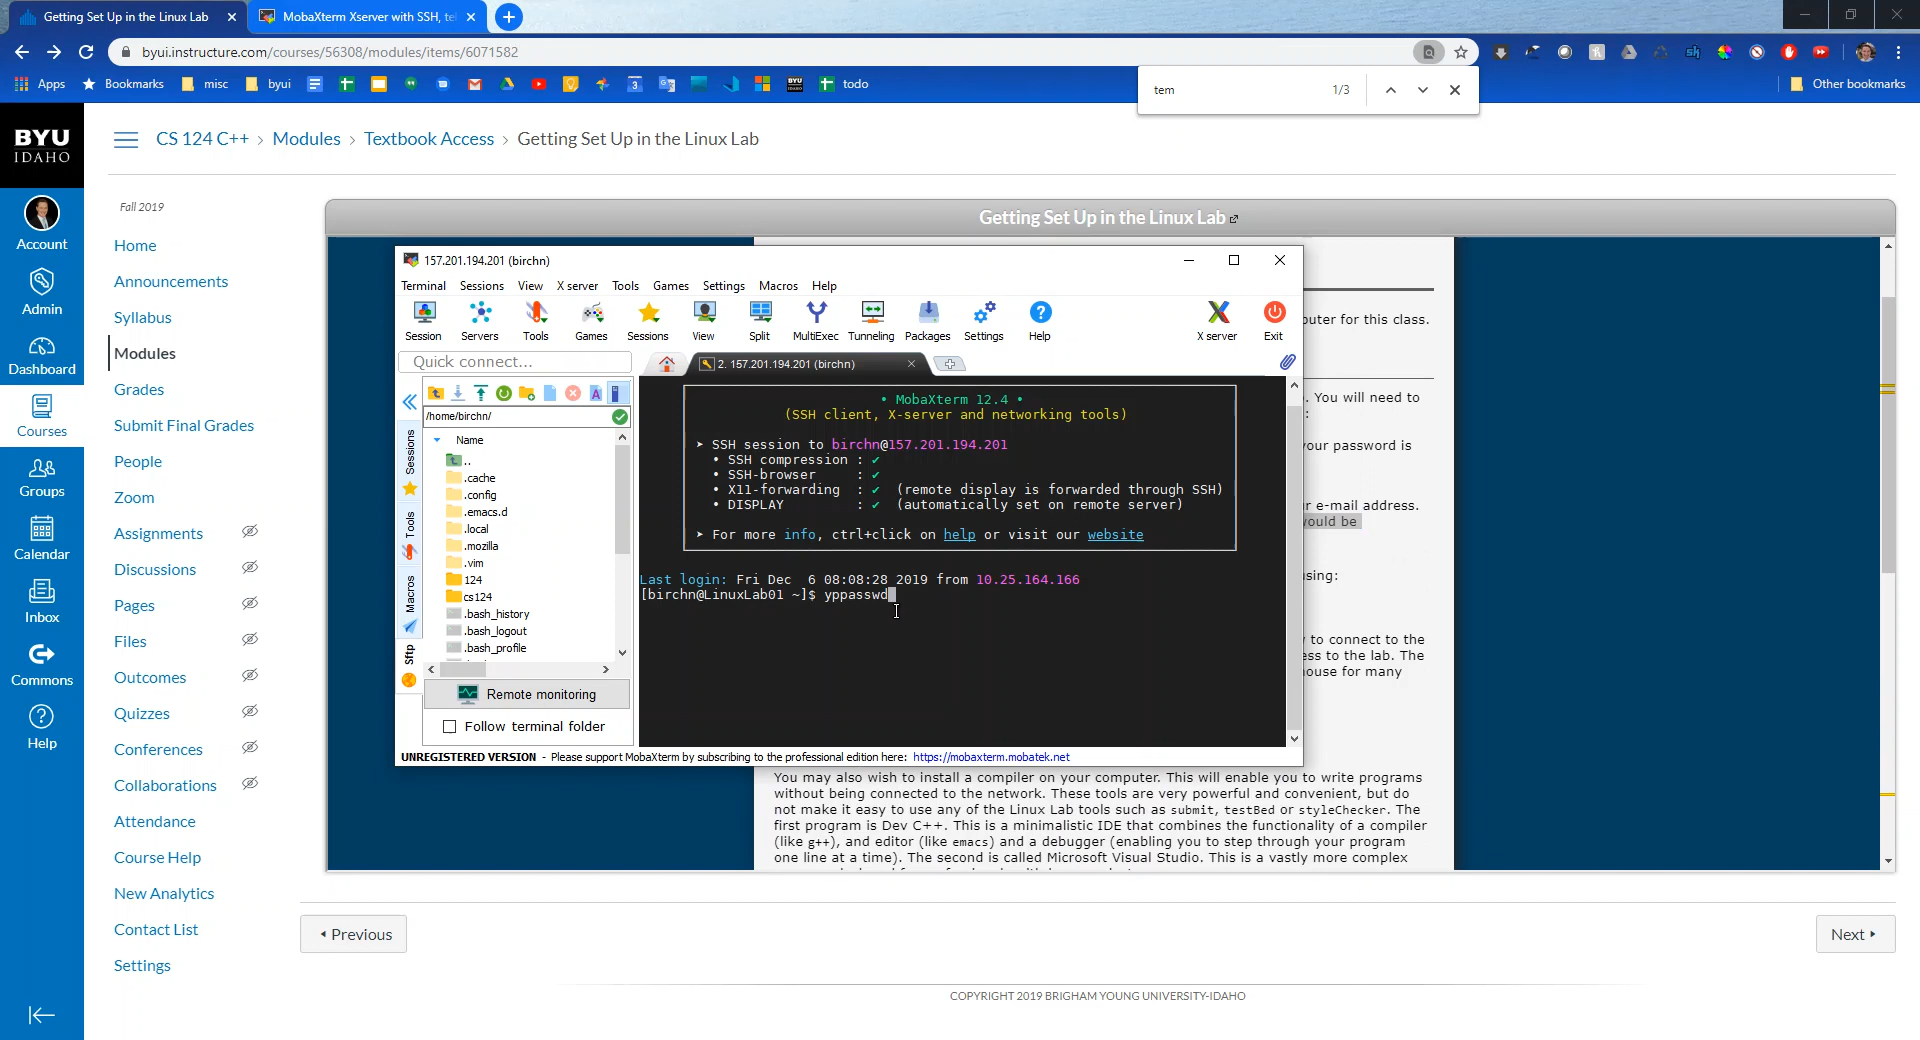 Getting Set Up in the Linux Lab
MobaXterm Xserver with SSH, tel
byui.instructure.com/courses/56308/modules/items/6071582
Apps
Bookmarks
misc
byui
todo
Other bookmarks
tem
1/3
BYU
IDAHO
Account
Admin
Dashboard
Courses
Groups
Calendar
Inbox
Commons
Help
CS 124 C++ › Modules › Textbook Access › Getting Set Up in the Linux Lab
Fall 2019
Home
Announcements
Syllabus
Modules
Grades
Submit Final Grades
People
Zoom
Assignments
Discussions
Pages
Files
Outcomes
Quizzes
Conferences
Collaborations
Attendance
Course Help
New Analytics
Contact List
Settings
Getting Set Up in the Linux Lab
157.201.194.201 (birchn)
Terminal Sessions View X server Tools Games Settings Macros Help
Session Servers Tools Games Sessions View Split MultiExec Tunneling Packages Settings Help X server Exit
Quick connect...
2. 157.201.194.201 (birchn)
/home/birchn/
Sessions
Tools
Macros
Sftp
Name
..
.cache
.config
.emacs.d
.local
.mozilla
.vim
124
cs124
.bash_history
.bash_logout
.bash_profile
Remote monitoring
Follow terminal folder
• MobaXterm 12.4 •
(SSH client, X-server and networking tools)
➤ SSH session to birchn@157.201.194.201
• SSH compression : ✔
• SSH-browser : ✔
• X11-forwarding : ✔ (remote display is forwarded through SSH)
• DISPLAY : ✔ (automatically set on remote server)
➤ For more info, ctrl+click on help or visit our website
Last login: Fri Dec 6 08:08:28 2019 from 10.25.164.166
[birchn@LinuxLab01 ~]$ yppasswd
UNREGISTERED VERSION - Please support MobaXterm by subscribing to the professional edition here: https://mobaxterm.mobatek.net
puter for this class.
. You will need to
:
your password is
r e-mail address.
would be
sing:
to connect to the
ess to the lab. The
ouse for many
You may also wish to install a compiler on your computer. This will enable you to write programs
without being connected to the network. These tools are very powerful and convenient, but do
not make it easy to use any of the Linux Lab tools such as submit, testBed or styleChecker. The
first program is Dev C++. This is a minimalistic IDE that combines the functionality of a compiler
(like g++), and editor (like emacs) and a debugger (enabling you to step through your program
one line at a time). The second is called Microsoft Visual Studio. This is a vastly more complex
Previous
Next
COPYRIGHT 2019 BRIGHAM YOUNG UNIVERSITY-IDAHO